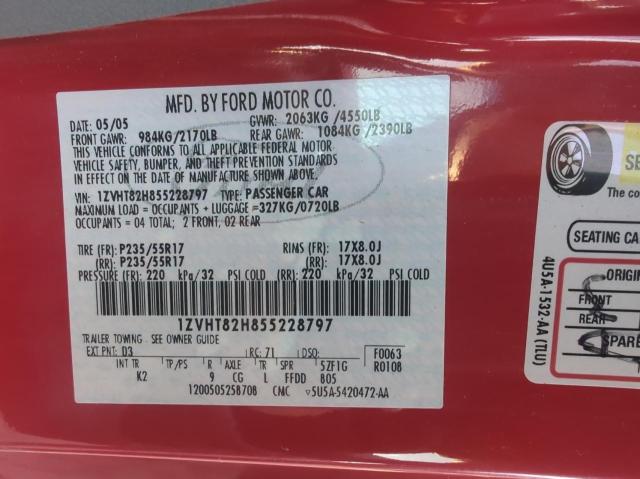 MFD. BY FORD MOTOR CO.
05/05 GVWR: 2063KG /4550LB
FRONT GAWR: 984KG/2170LB REAR GAWR: 1084KG /2390LB
THIS VEHICLE CONFORMS TO ALL APPLICABLE FEDERAL MOTOR
VEHICLE SAFETY, BUMPER, AND THEFT PREVENTION STANDARDS
IN EFFECT ON THE DATE OF MANUFACTURE SHOWN ABOVE.
VIN: 1ZVHT82H855228797 TYPE: PASSENGER CAR
MAXIMUM LOAD = OCCUPANTS + LUGGAGE =327KG/0720LB
OCCUPANTS = 04 TOTAL; 2 FRONT, 02 REAR
TIRE (FR): P235/55R17 RIMS (FR): 17X8.0J
(RR): P235/55R17 (RR): 17X8.0J
PRESSURE (FR): 220 kPa/32 PSI COLD (RR): 220 kPa/32 PSI COLD
1ZVHT82H855228797
TRAILER TOWING - SEE OWNER GUIDE
EXT PNT: D3 RC: 71 DSO: F0063
R0108
INT TR TP/PS R AXLE TR SPR 5ZF1G
K2 9 CG L FFDD B05
1200505258708 CMC 5U5A-5420472-AA
The co
SEATING CA
ORIGIN
FRONT
REAR
SPARE
4U5A-1532-AA (TLU)